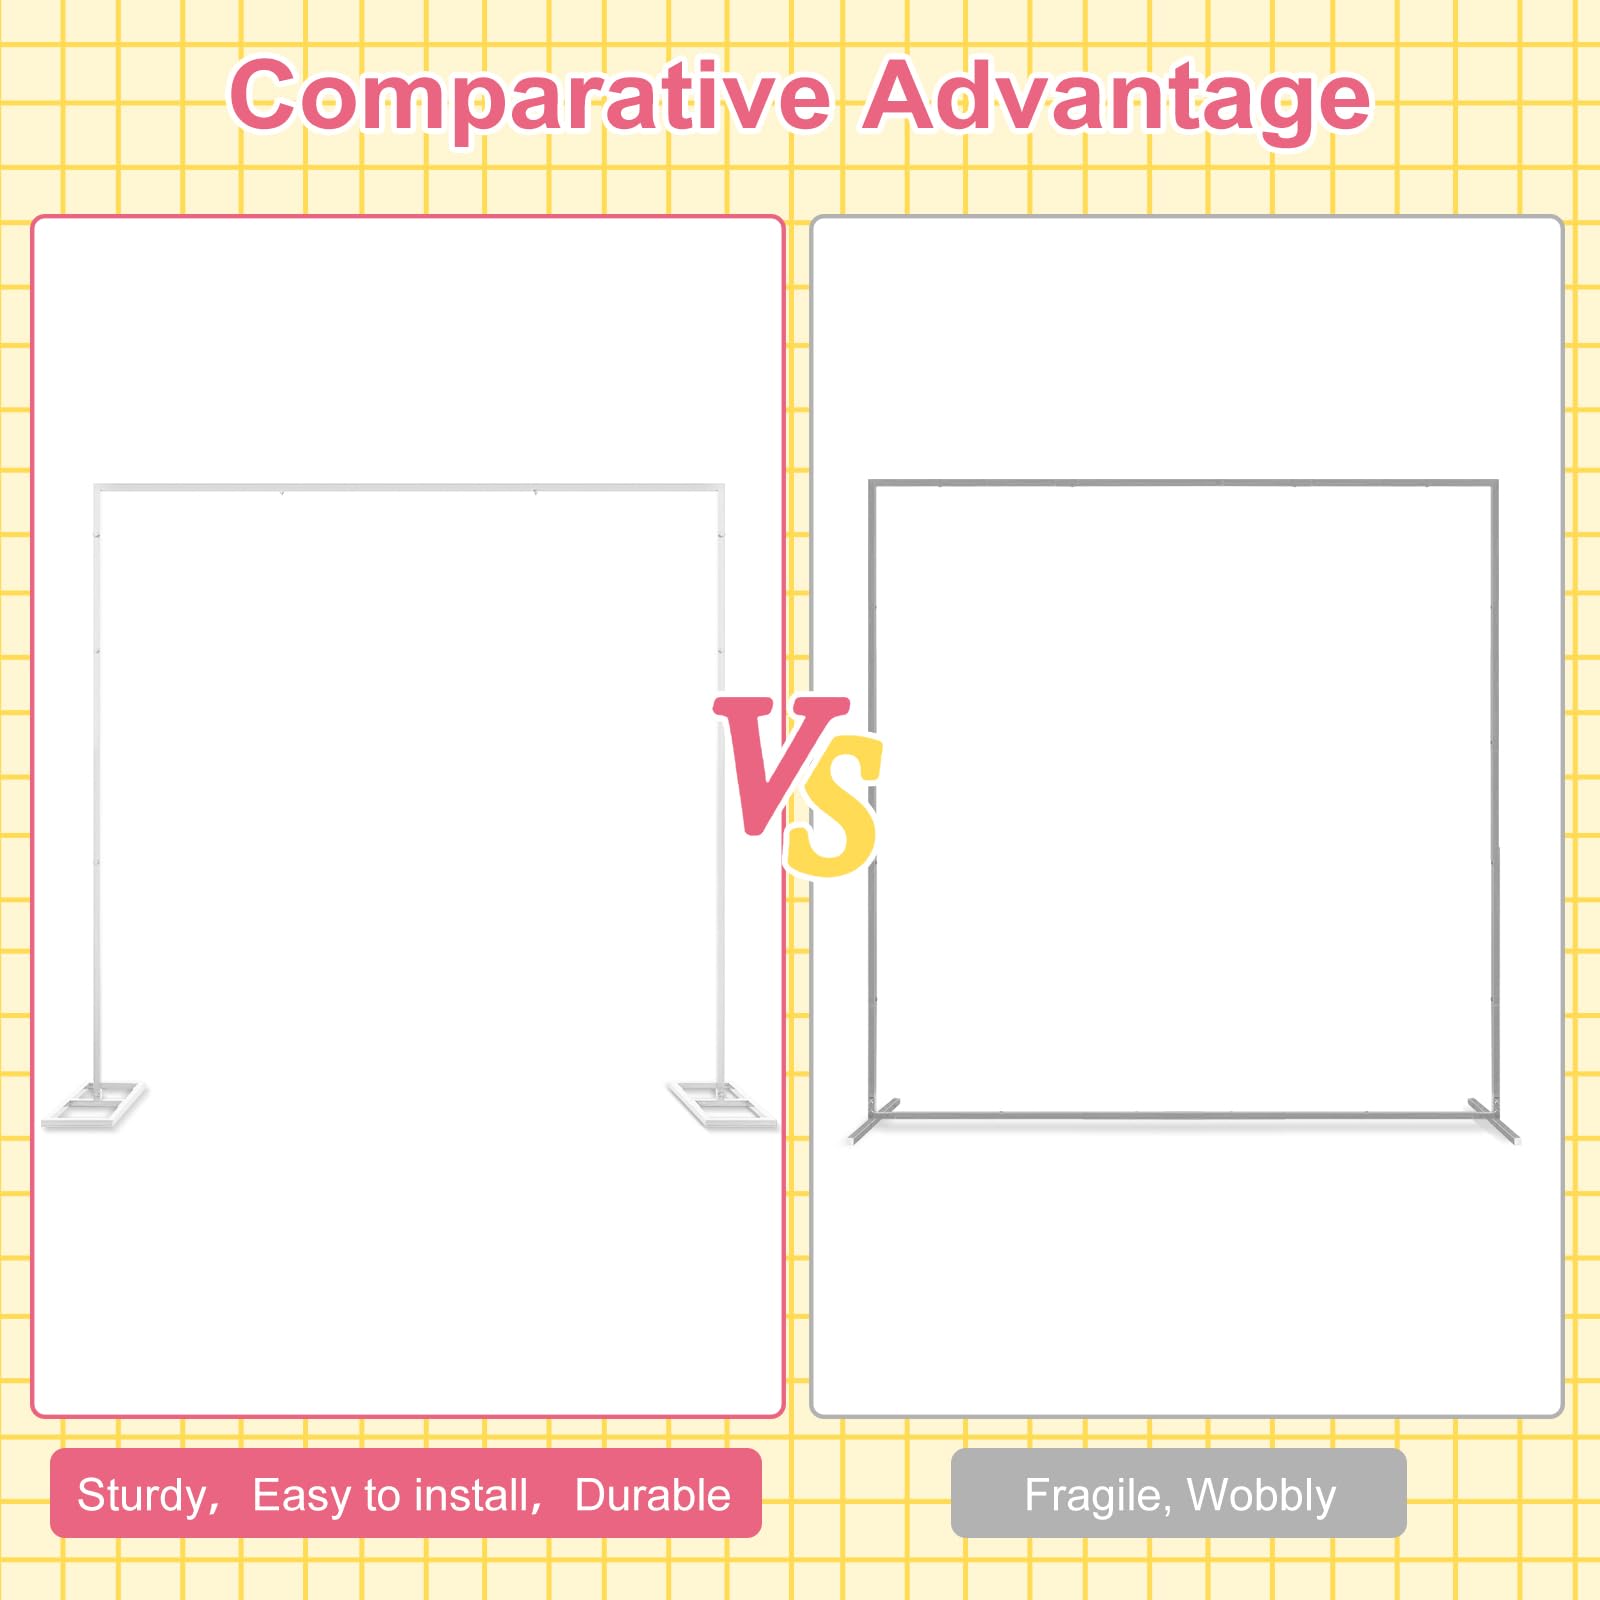 Comparative Advantage
VS
Sturdy,  Easy to install,  Durable
Fragile, Wobbly